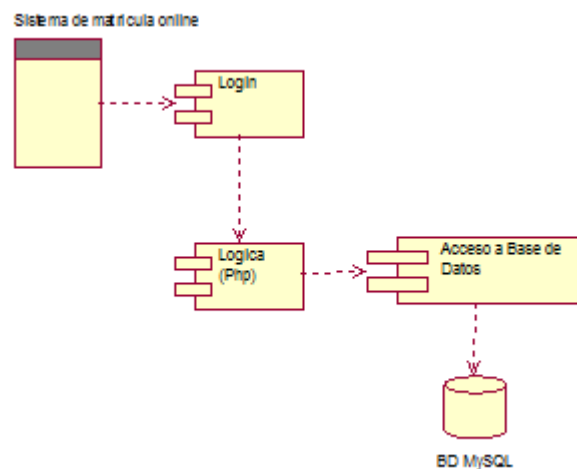 Sistema de matricula online
Login
Logica
(Php)
Acceso a Base de
Datos
BD MySQL